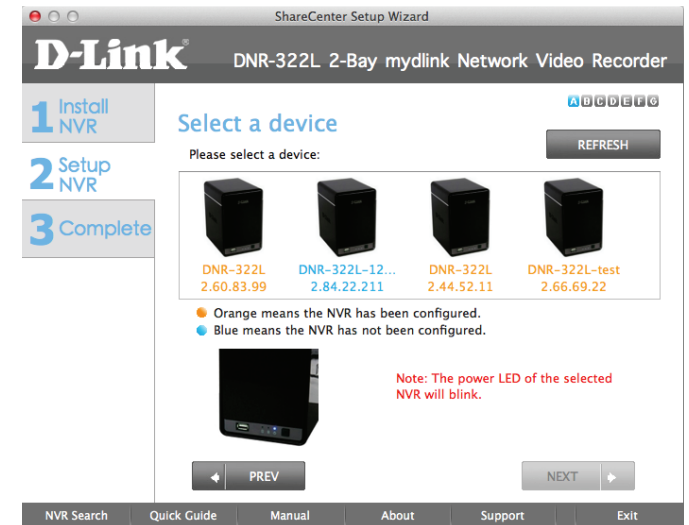 ShareCenter Setup Wizard
D-Link®
DNR-322L 2-Bay mydlink Network Video Recorder
1 Install NVR
2 Setup NVR
3 Complete
A B C D E F G
Select a device
REFRESH
Please select a device:
DNR-322L
2.60.83.99
DNR-322L-12...
2.84.22.211
DNR-322L
2.44.52.11
DNR-322L-test
2.66.69.22
Orange means the NVR has been configured.
Blue means the NVR has not been configured.
Note: The power LED of the selected
NVR will blink.
PREV
NEXT
NVR Search
Quick Guide
Manual
About
Support
Exit